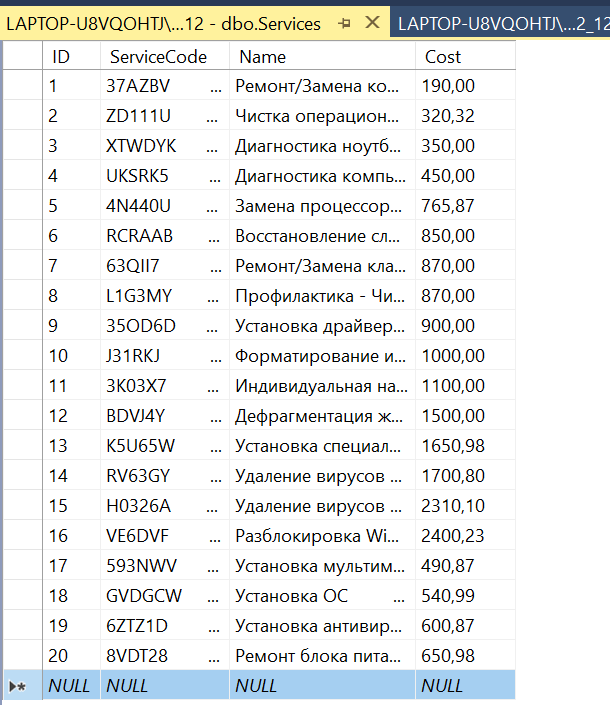 LAPTOP-U8VQOHTJ\...12 - dbo.Services LAPTOP-U8VQOHTJ\...2_12
ID ServiceCode Name Cost
1 37AZBV ... Ремонт/Замена ко... 190,00
2 ZD111U ... Чистка операцион... 320,32
3 XTWDYK ... Диагностика ноутб... 350,00
4 UKSRK5 ... Диагностика компь... 450,00
5 4N440U ... Замена процессор... 765,87
6 RCRAAB ... Восстановление сл... 850,00
7 63QII7 ... Ремонт/Замена кла... 870,00
8 L1G3MY ... Профилактика - Чи... 870,00
9 35OD6D ... Установка драйвер... 900,00
10 J31RKJ ... Форматирование и... 1000,00
11 3K03X7 ... Индивидуальная на... 1100,00
12 BDVJ4Y ... Дефрагментация ж... 1500,00
13 K5U65W ... Установка специал... 1650,98
14 RV63GY ... Удаление вирусов ... 1700,80
15 H0326A ... Удаление вирусов ... 2310,10
16 VE6DVF ... Разблокировка Wi... 2400,23
17 593NWV ... Установка мультим... 490,87
18 GVDGCW ... Установка ОС ... 540,99
19 6ZTZ1D ... Установка антивир... 600,87
20 8VDT28 ... Ремонт блока пита... 650,98
NULL NULL NULL NULL